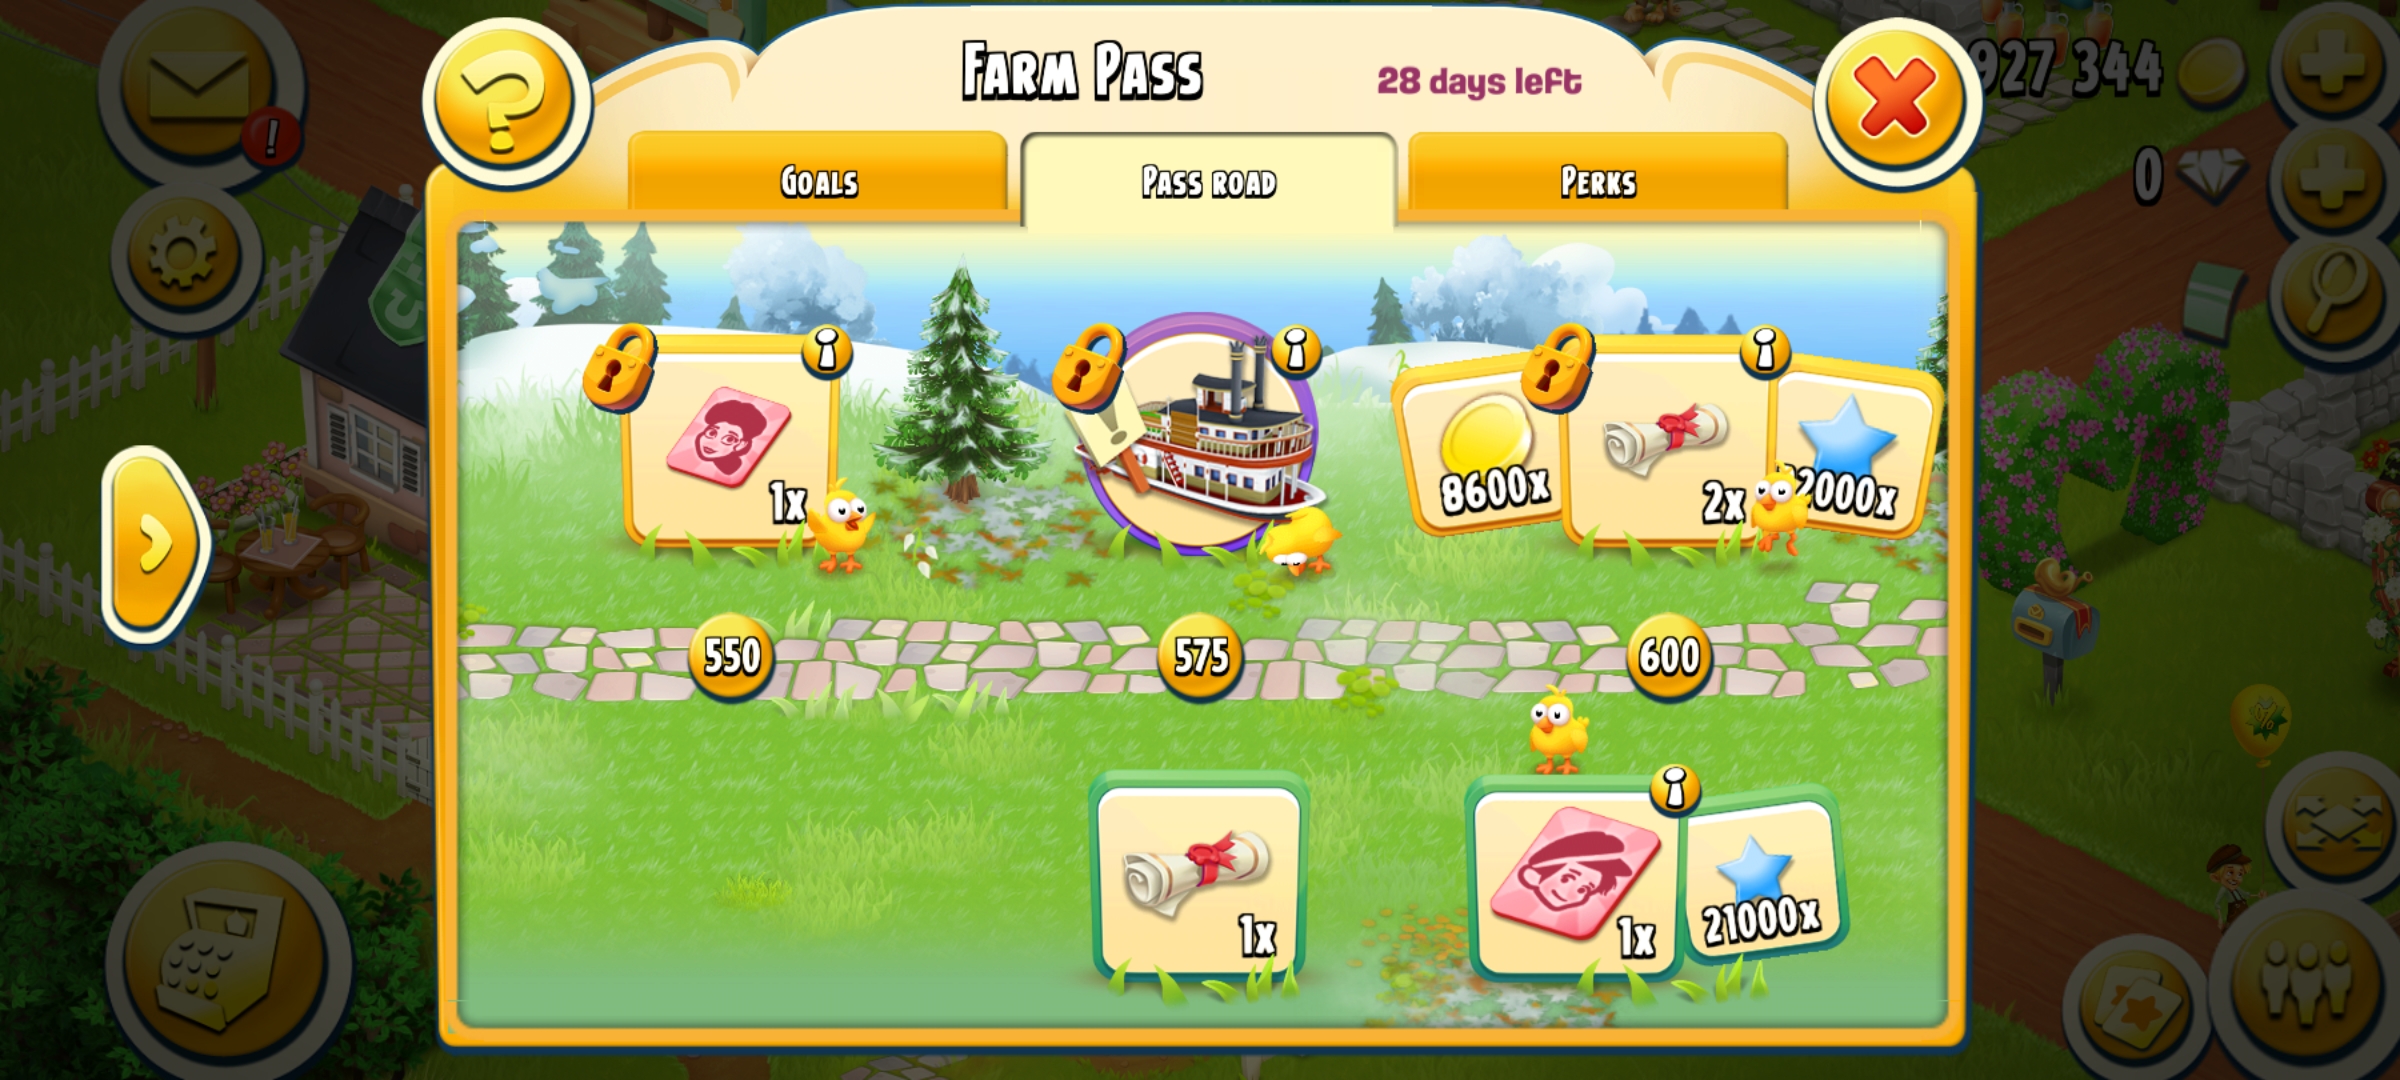 FARM PASS
28 days left
927 344
0
GOALS
PASS ROAD
PERKS
1x
8600x
2x
550
575
600
1x
1x
21000x